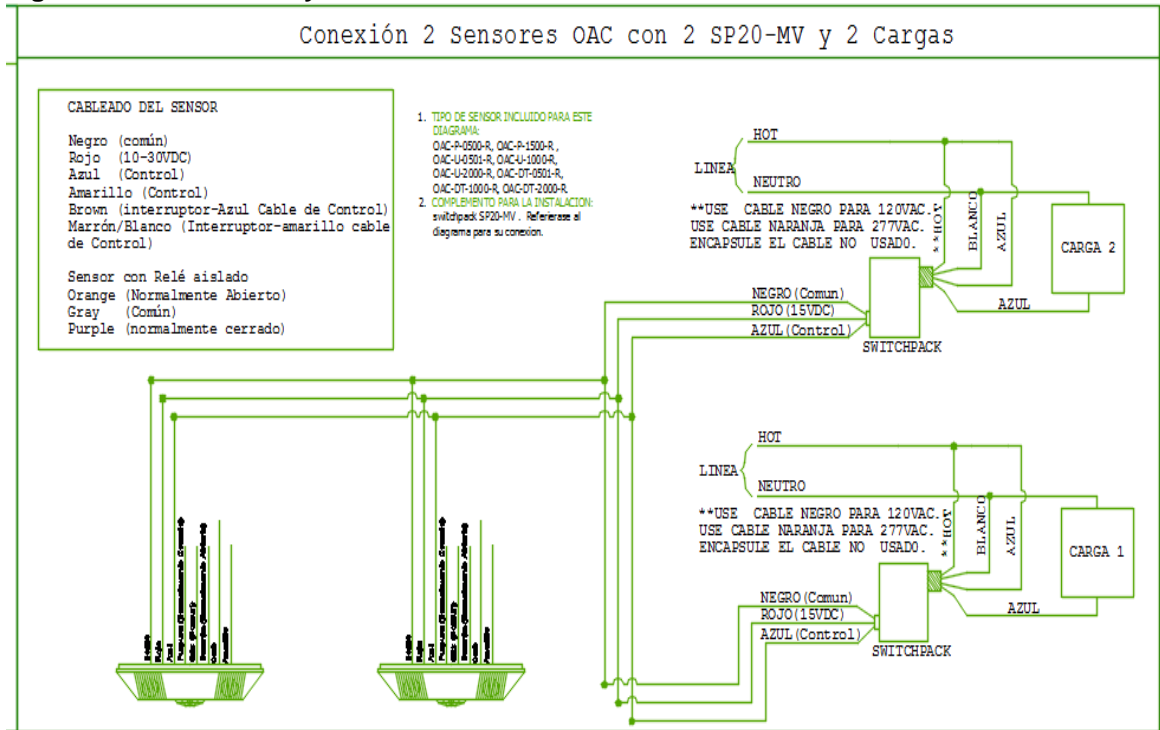 Conexión 2 Sensores OAC con 2 SP20-MV y 2 Cargas
CABLEADO DEL SENSOR
Negro (común)
Rojo (10-30VDC)
Azul (Control)
Amarillo (Control)
Brown (interruptor-Azul Cable de Control)
Marrón/Blanco (Interruptor-amarillo cable
de Control)
Sensor con Relé aislado
Orange (Normalmente Abierto)
Gray (Común)
Purple (normalmente cerrado)
1. TIPO DE SENSOR INCLUIDO PARA ESTE
DIAGRAMA:
OAC-P-0500-R, OAC-P-1500-R ,
OAC-U-0501-R, OAC-U-1000-R,
OAC-U-2000-R, OAC-DT-0501-R,
OAC-DT-1000-R, OAC-DT-2000-R.
2. COMPLEMENTO PARA LA INSTALACION:
switchpack SP20-MV . Referierase al
diagrama para su conexion.
HOT
LINEA
NEUTRO
**USE CABLE NEGRO PARA 120VAC.
USE CABLE NARANJA PARA 277VAC.
ENCAPSULE EL CABLE NO USADO.
**HOT
BLANCO
AZUL
CARGA 2
AZUL
NEGRO(Comun)
ROJO(15VDC)
AZUL(Control)
SWITCHPACK
HOT
LINEA
NEUTRO
**USE CABLE NEGRO PARA 120VAC.
USE CABLE NARANJA PARA 277VAC.
ENCAPSULE EL CABLE NO USADO.
**HOT
BLANCO
AZUL
CARGA 1
AZUL
NEGRO(Comun)
ROJO(15VDC)
AZUL(Control)
SWITCHPACK
Rojo
Azul
Amarillo
Rojo
Azul
Amarillo